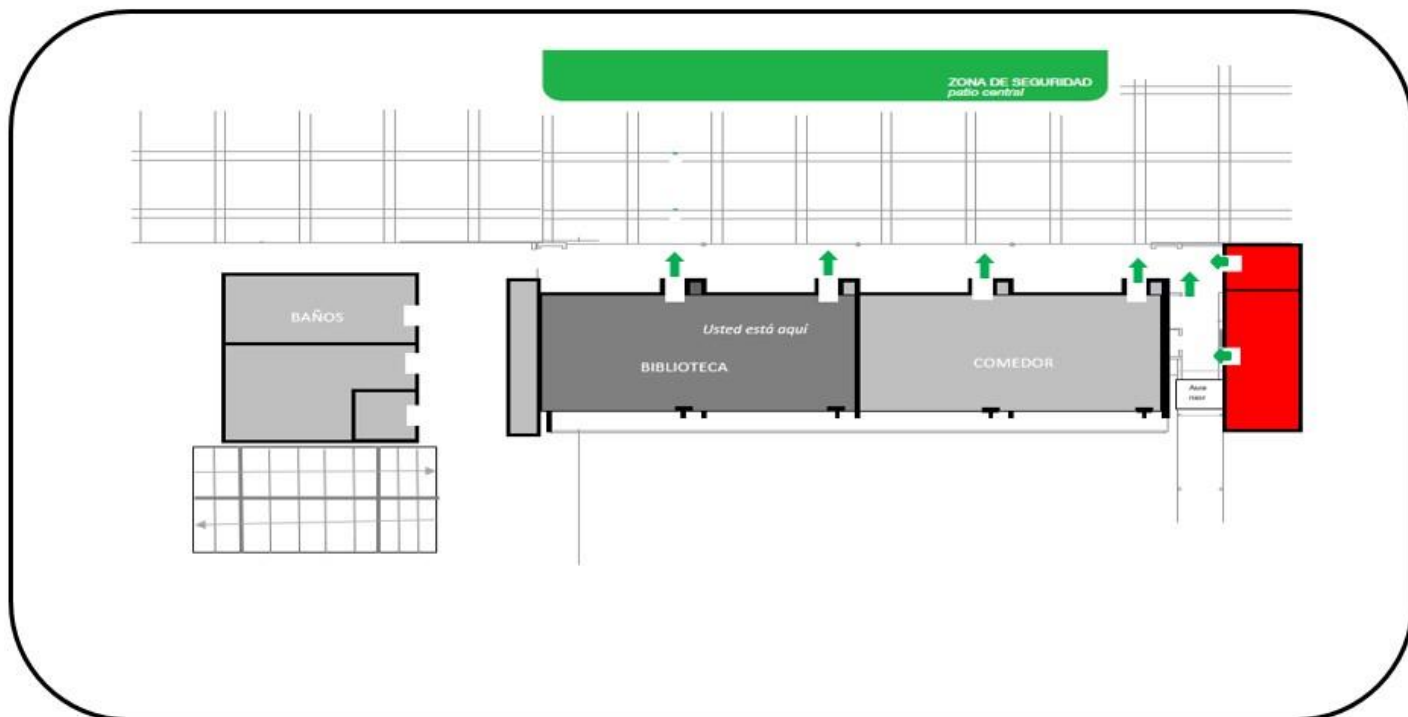 ZONA DE SEGURIDAD
patio central
BAÑOS
Usted está aquí
BIBLIOTECA
COMEDOR